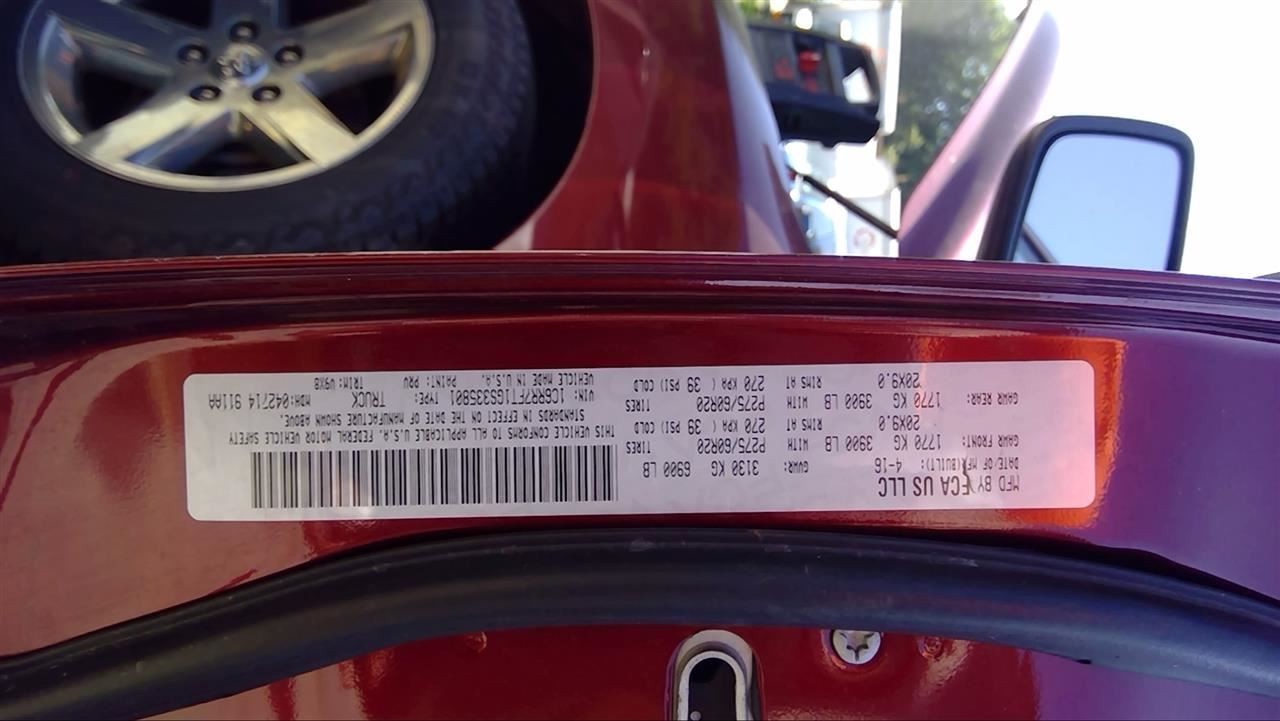 MFD BY FCA US LLC
DATE OF MFR(BUILT): 4-16 GVWR: 3130 KG 6900 LB
GAWR FRONT: 1770 KG 3900 LB WITH P275/60R20 TIRES
20X9.0 RIMS AT 270 KPA ( 39 PSI) COLD
GAWR REAR: 1770 KG 3900 LB WITH P275/60R20 TIRES
20X9.0 RIMS AT 270 KPA ( 39 PSI) COLD
THIS VEHICLE CONFORMS TO ALL APPLICABLE U.S.A. FEDERAL MOTOR VEHICLE SAFETY
STANDARDS IN EFFECT ON THE DATE OF MANUFACTURE SHOWN ABOVE.
VIN: 1C6RR7FT1GS335801 TYPE: TRUCK MDH:042714 911AA
VEHICLE MADE IN U.S.A. PAINT: PRV TRIM:V9X8